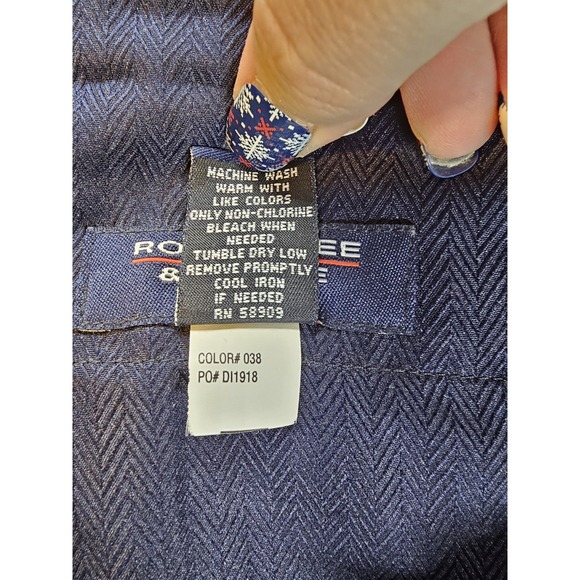 MACHINE WASH
WARM WITH
LIKE COLORS
ONLY NON-CHLORINE
BLEACH WHEN
NEEDED
TUMBLE DRY LOW
REMOVE PROMPTLY
COOL IRON
IF NEEDED
RN 58909
COLOR# 038
PO# DI1918